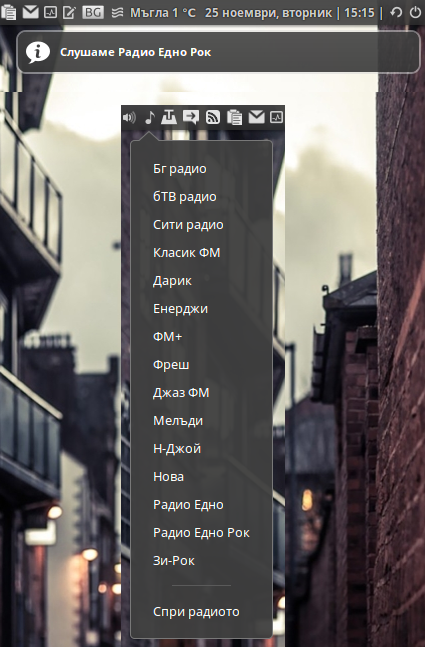 BG Мъгла 1 °C 25 ноември, вторник | 15:15 |
Слушаме Радио Едно Рок
Бг радио
бТВ радио
Сити радио
Класик ФМ
Дарик
Енерджи
ФМ+
Фреш
Джаз ФМ
Мелъди
Н-Джой
Нова
Радио Едно
Радио Едно Рок
Зи-Рок
Спри радиото